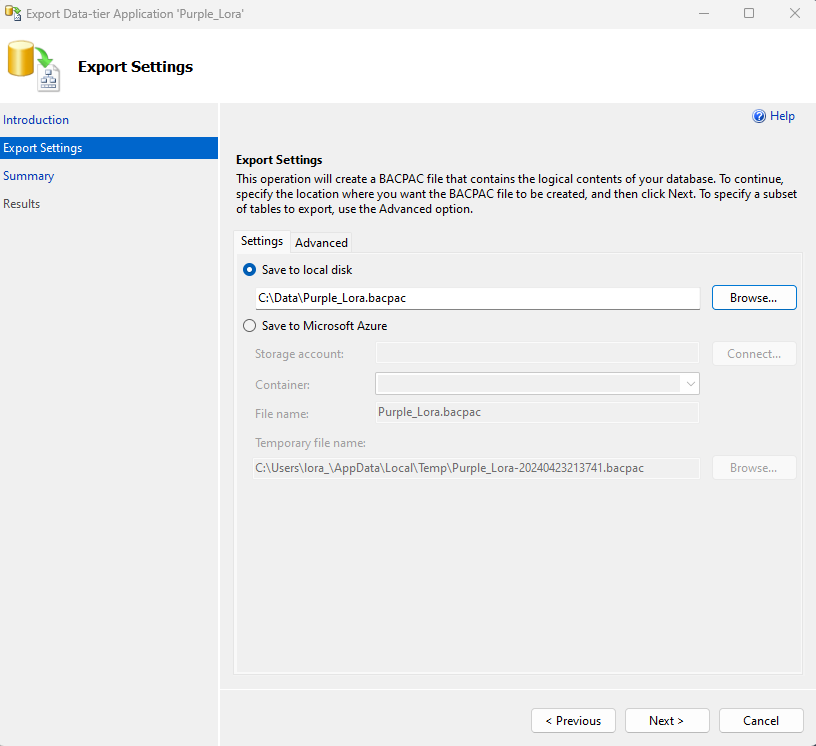 Export Data-tier Application 'Purple_Lora'
Export Settings
Introduction
Export Settings
Summary
Results
Help
Export Settings
This operation will create a BACPAC file that contains the logical contents of your database. To continue,
specify the location where you want the BACPAC file to be created, and then click Next. To specify a subset
of tables to export, use the Advanced option.
Settings Advanced
Save to local disk
C:\Data\Purple_Lora.bacpac Browse...
Save to Microsoft Azure
Storage account: Connect...
Container:
File name: Purple_Lora.bacpac
Temporary file name:
C:\Users\lora_\AppData\Local\Temp\Purple_Lora-20240423213741.bacpac Browse...
< Previous Next > Cancel